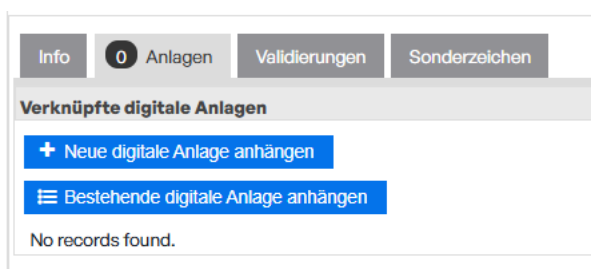 Info 0 Anlagen Validierungen Sonderzeichen
Verknüpfte digitale Anlagen
Neue digitale Anlage anhängen
Bestehende digitale Anlage anhängen
No records found.